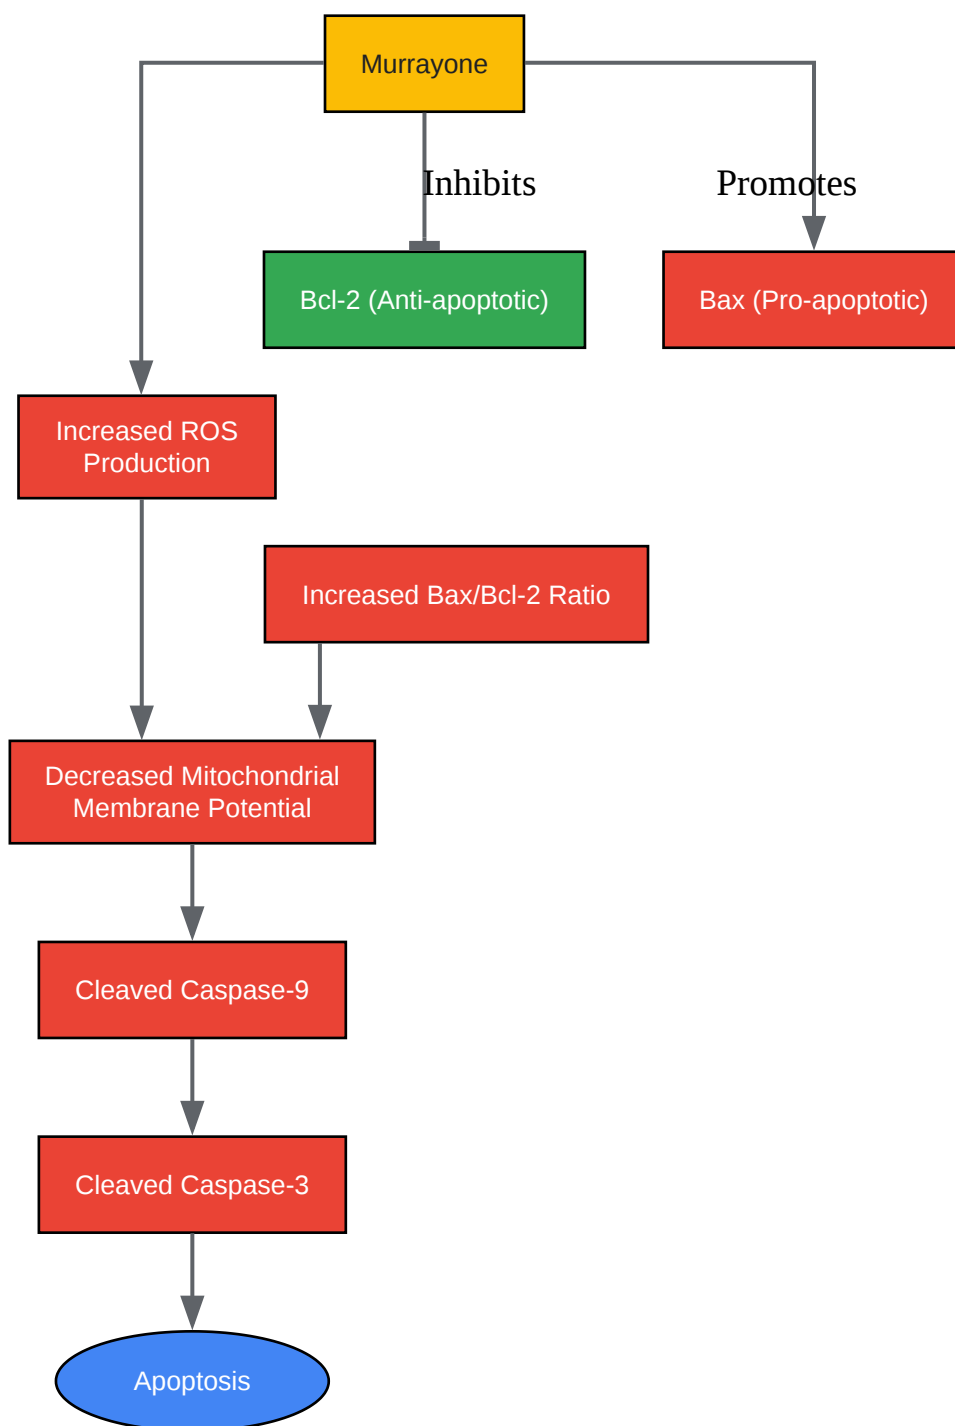 Murrayone
Inhibits
Promotes
Bcl-2 (Anti-apoptotic)
Bax (Pro-apoptotic)
Increased ROS
Production
Increased Bax/Bcl-2 Ratio
Decreased Mitochondrial
Membrane Potential
Cleaved Caspase-9
Cleaved Caspase-3
Apoptosis